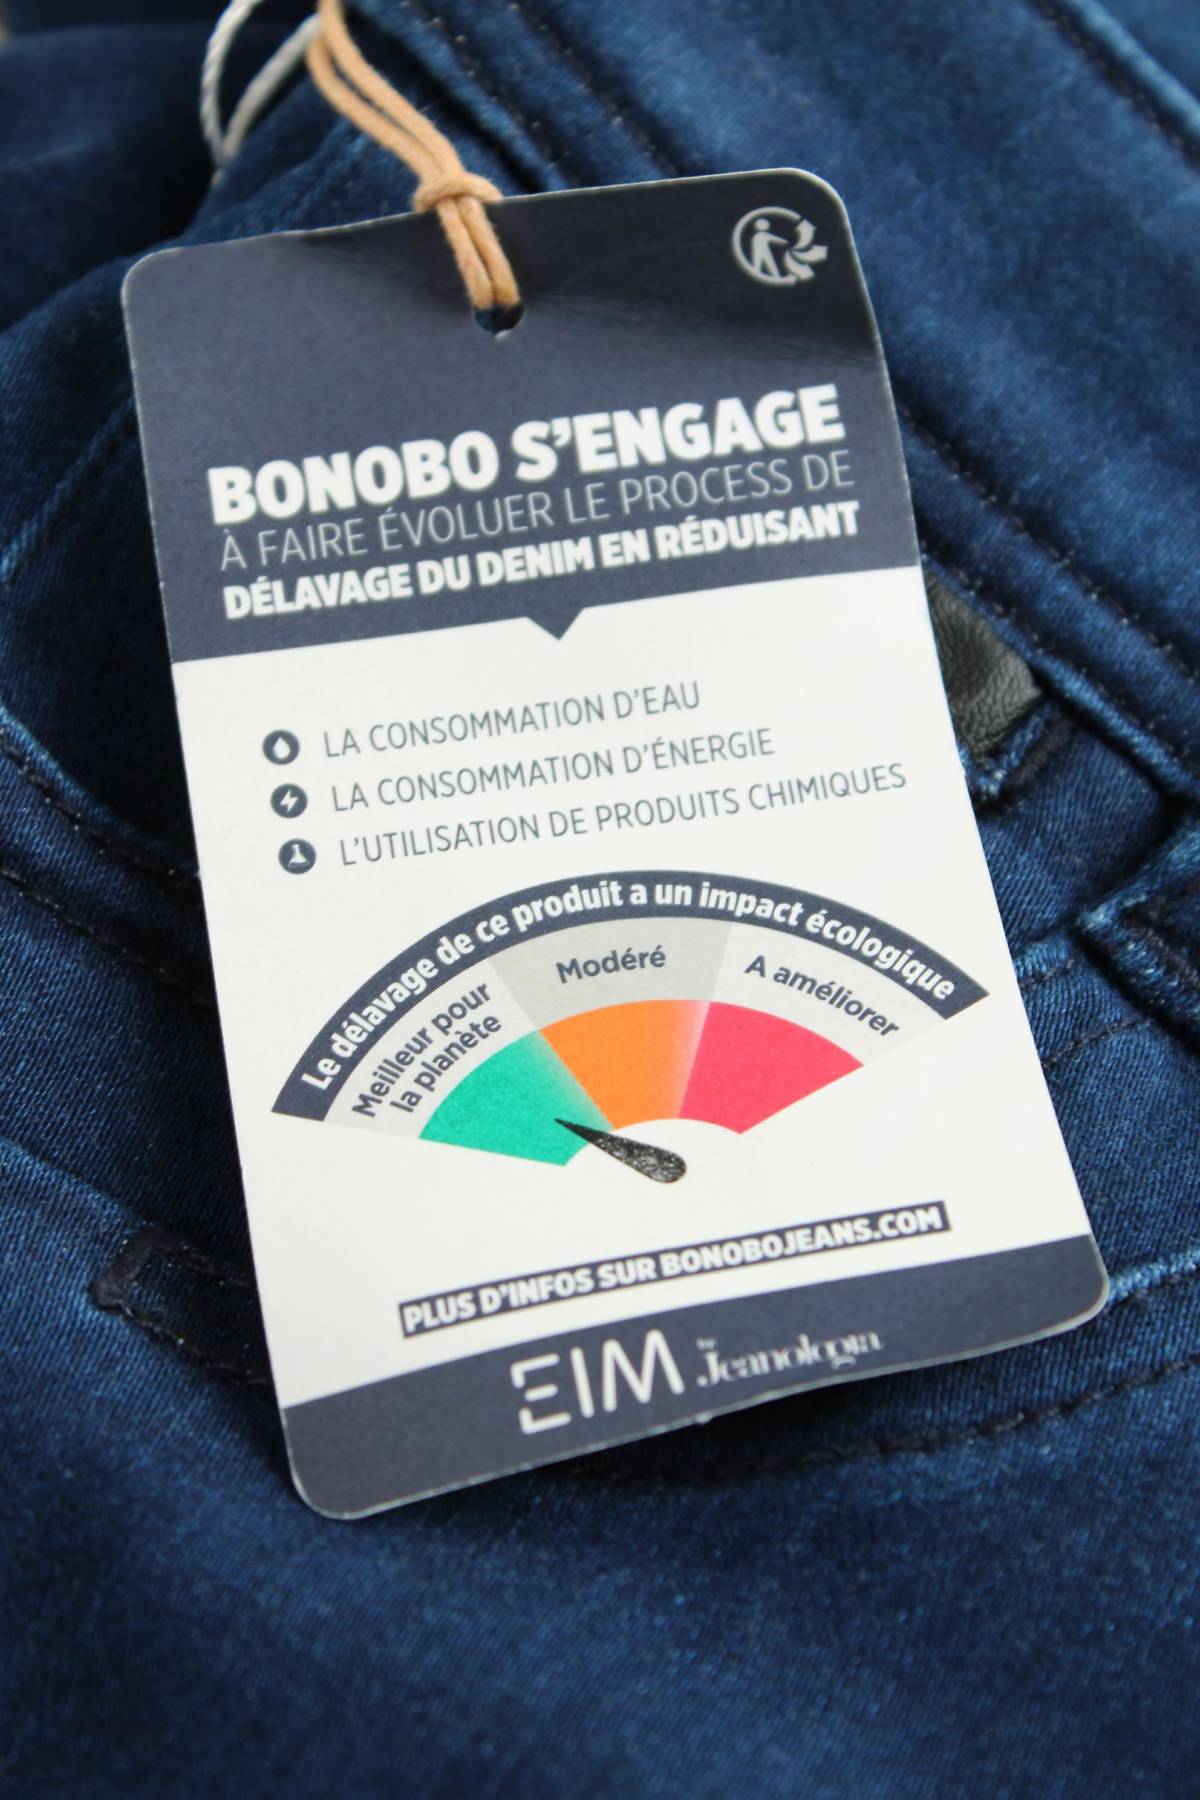 BONOBO S'ENGAGE
À FAIRE ÉVOLUER LE PROCESS DE
DÉLAVAGE DU DENIM EN RÉDUISANT
LA CONSOMMATION D'EAU
LA CONSOMMATION D'ÉNERGIE
L'UTILISATION DE PRODUITS CHIMIQUES
Le délavage de ce produit a un impact écologique
Meilleur pour
la planète
Modéré
A améliorer
PLUS D'INFOS SUR BONOBOJEANS.COM
EIM by Jeanologia